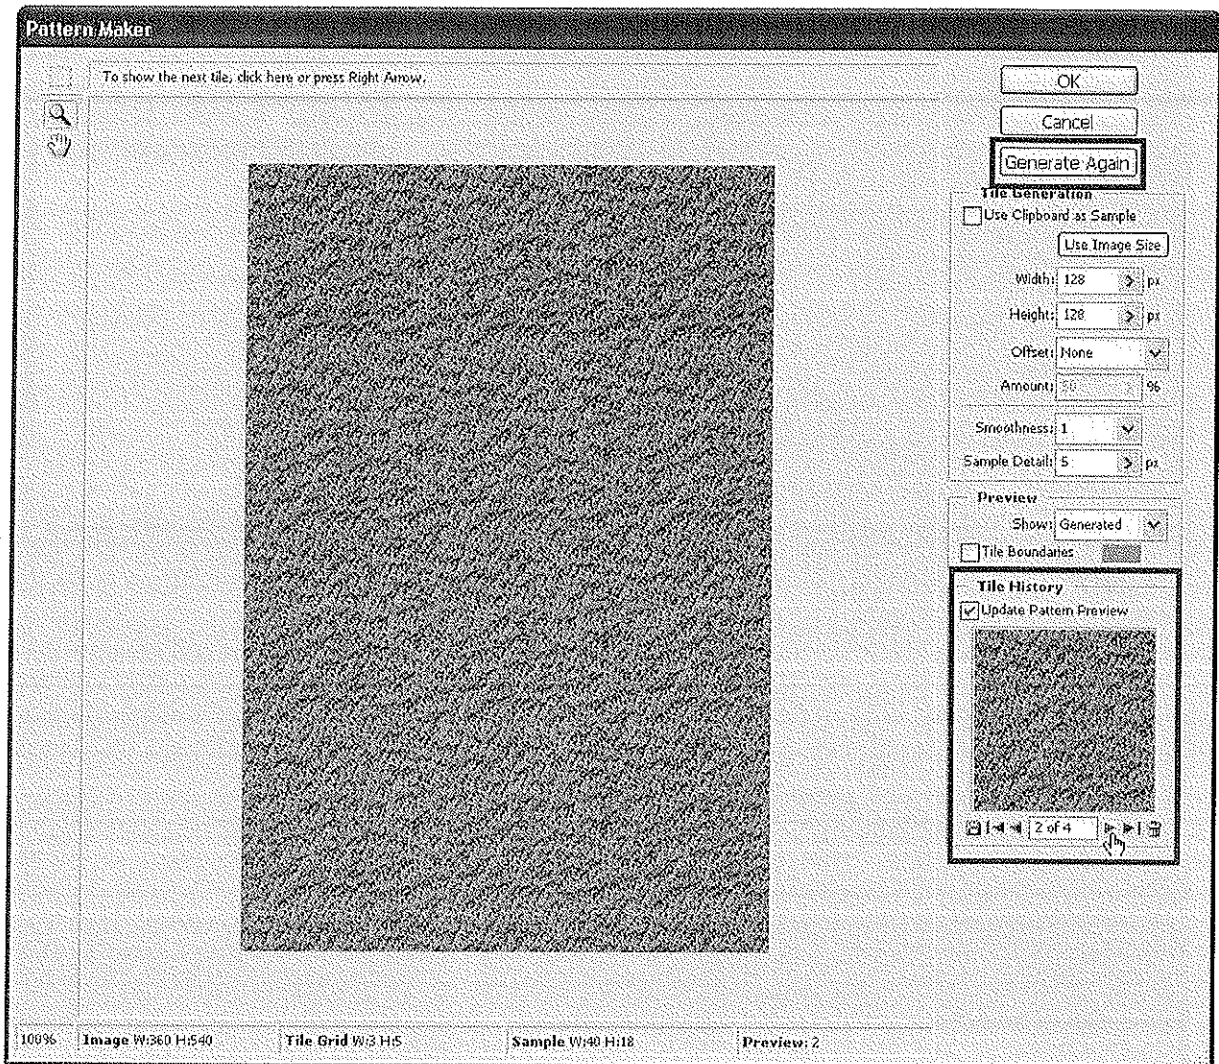 Pattern Maker
To show the next tile, click here or press Right Arrow.
OK
Cancel
Generate Again
Tile Generation
Use Clipboard as Sample
Use Image Size
Width: 128 px
Height: 128 px
Offset: None
Amount: 50 %
Smoothness: 1
Sample Detail: 5 px
Preview
Show: Generated
Tile Boundaries
Tile History
Update Pattern Preview
2 of 4
100% Image W:360 H:540 Tile Grid W:3 H:5 Sample W:40 H:18 Preview: 2